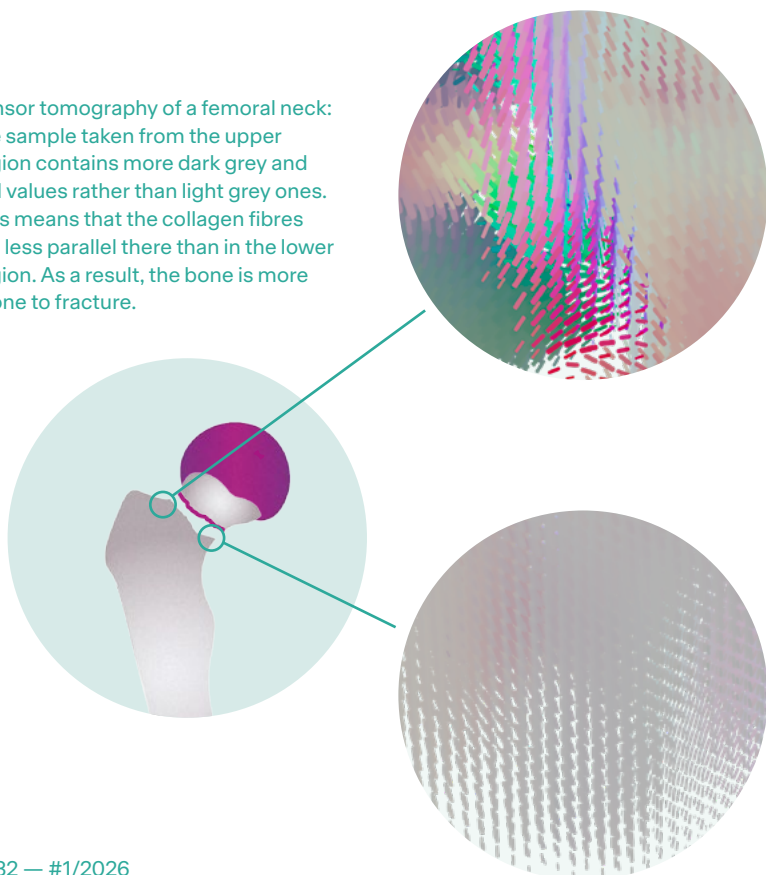 nsor tomography of a femoral neck:
e sample taken from the upper
gion contains more dark grey and
d values rather than light grey ones.
s means that the collagen fibres
less parallel there than in the lower
gion. As a result, the bone is more
one to fracture.
32 — #1/2026